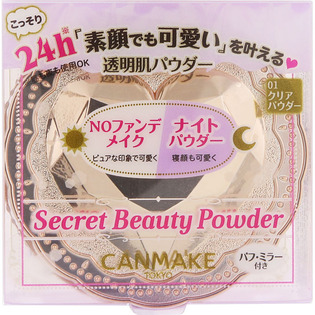 こっそり
24h※『素顔でも可愛い』を叶える
使用OK
透明肌パウダー
01
クリア
パウダー
NOファンデ
メイク
ピュアな印象で可愛く
ナイト
パウダー
寝顔も可愛く
Secret Beauty Powder
CANMAKE
TOKYO
パフ・ミラー
付き